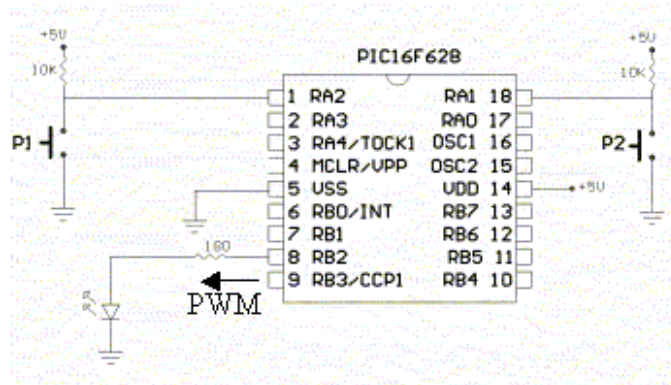 +5V
+5V
PIC16F628
10K
10K
1 RA2
RA1 18
2 RA3
RA0 17
P1
3 RA4/TOCK1
OSC1 16
P2
4 MCLR/VPP
OSC2 15
5 VSS
VDD 14
+5V
6 RB0/INT
RB7 13
7 RB1
RB6 12
180
8 RB2
RB5 11
9 RB3/CCP1
RB4 10
PWM